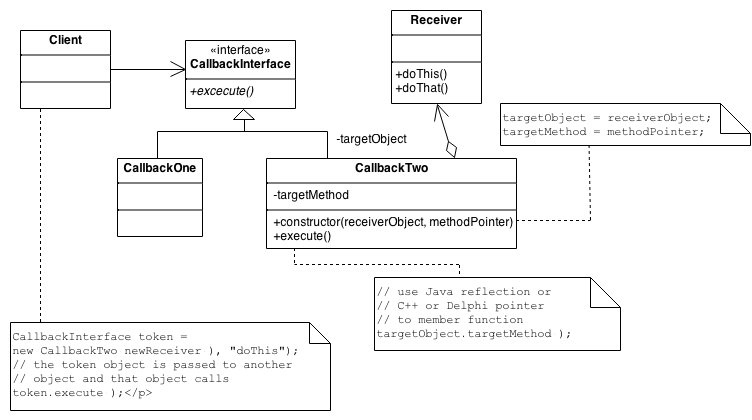 Client
«interface»
CallbackInterface
+excecute()
Receiver
+doThis()
+doThat()
targetObject = receiverObject;
targetMethod = methodPointer;
-targetObject
CallbackOne
CallbackTwo
-targetMethod
+constructor(receiverObject, methodPointer)
+execute()
// use Java reflection or
// C++ or Delphi pointer
// to member function
targetObject.targetMethod );
CallbackInterface token =
new CallbackTwo newReceiver ), "doThis");
// the token object is passed to another
// object and that object calls
token.execute );</p>